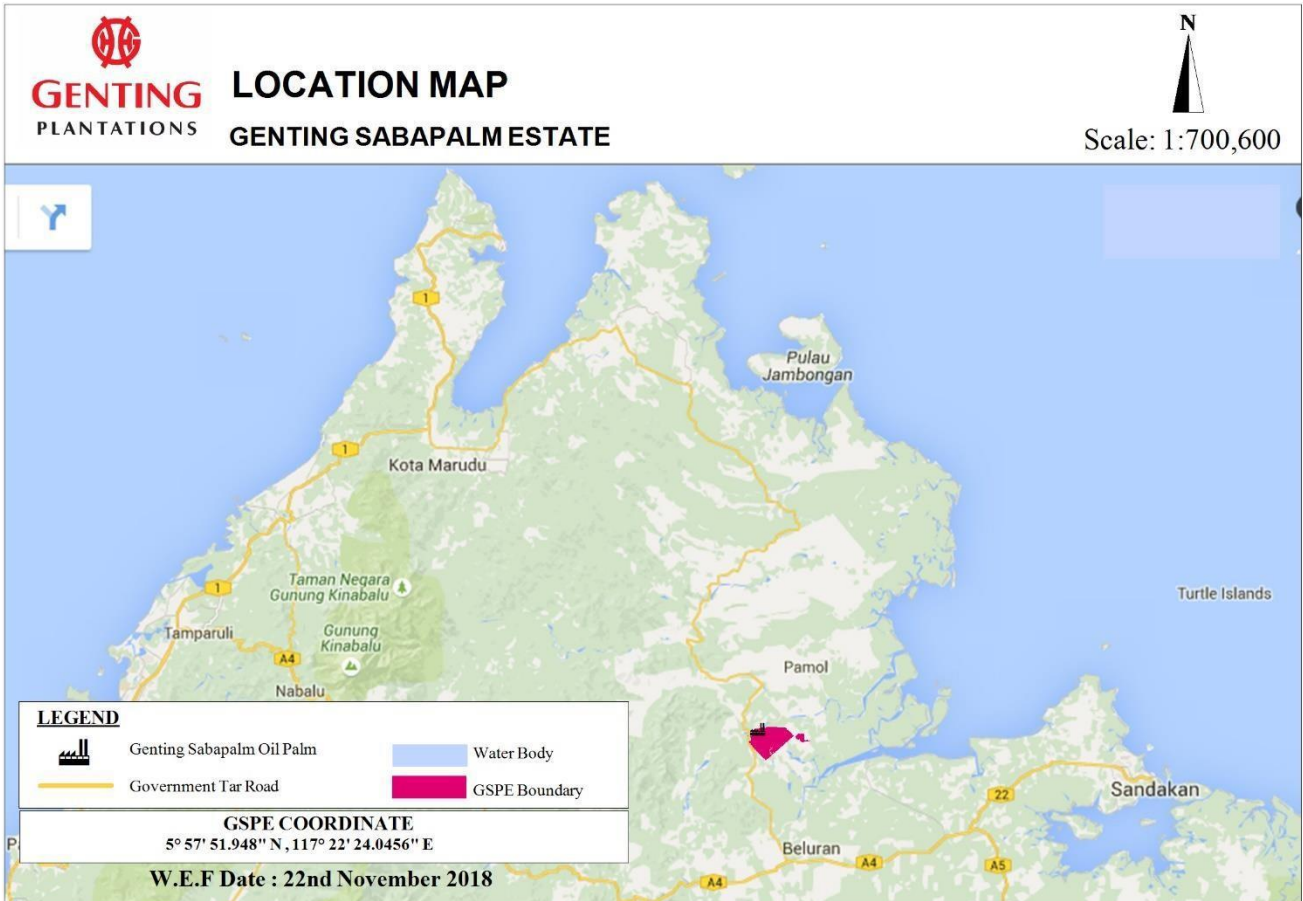 GENTING
PLANTATIONS
LOCATION MAP
GENTING SABAPALM ESTATE
N
Scale: 1:700,600
1
Pulau
Jambongan
1
Kota Marudu
Taman Negara
Gunung Kinabalu
1
Turtle Islands
Tamparuli
Gunung
Kinabalu
A4
Pamol
Nabalu
LEGEND
Genting Sabapalm Oil Palm
Water Body
Government Tar Road
GSPE Boundary
GSPE COORDINATE
5° 57' 51.948" N , 117° 22' 24.0456" E
W.E.F Date : 22nd November 2018
22
Sandakan
Beluran
A4
A5
A4